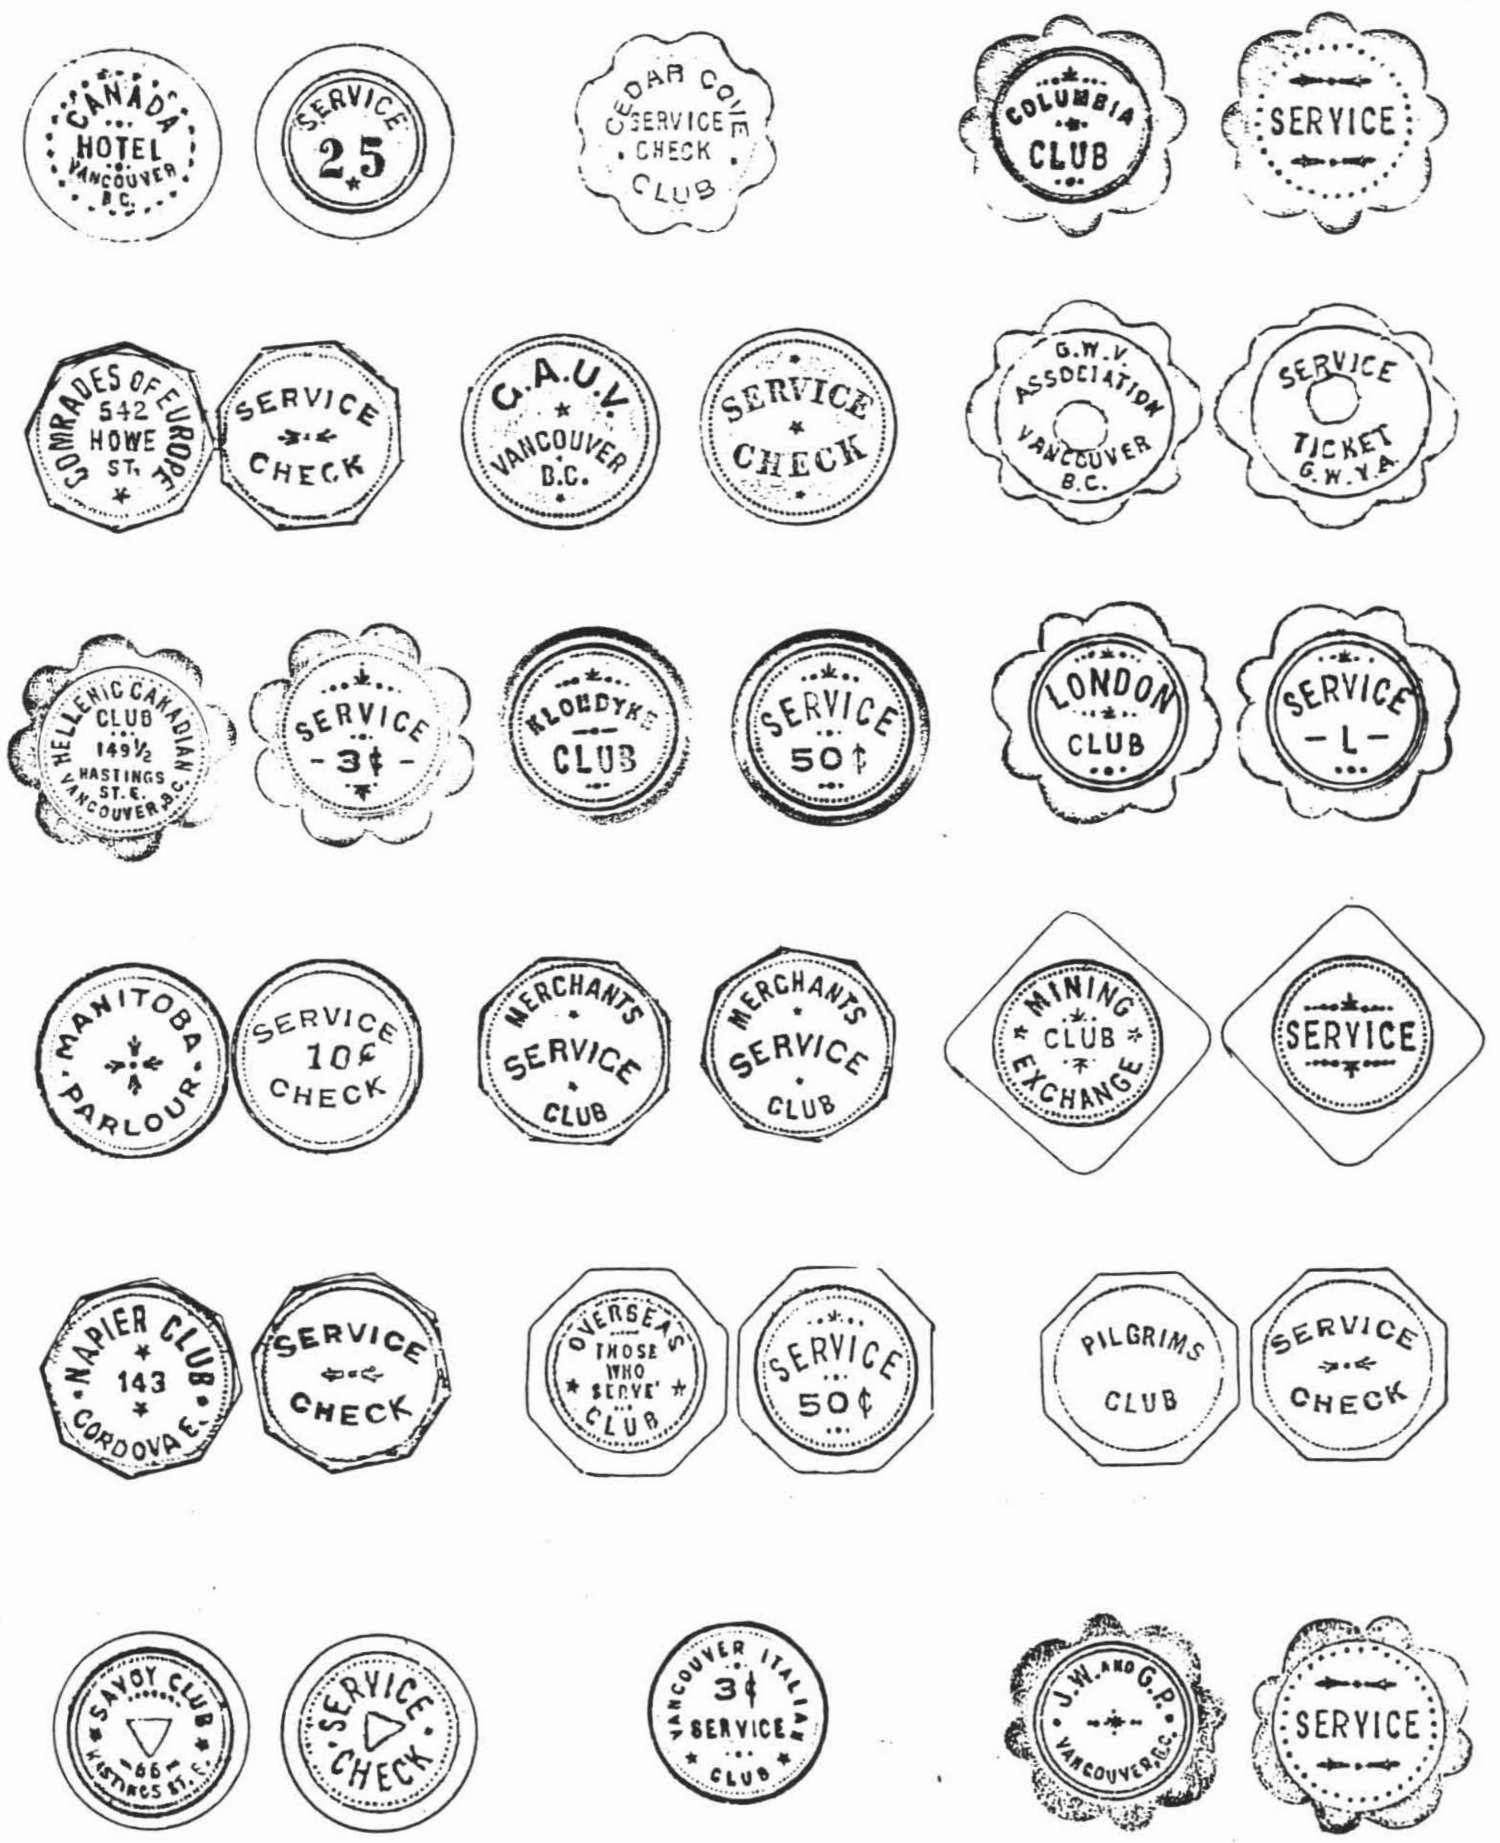 CANADA
HOTEL
VANCOUVER
B.C.
SERVICE
25
CEDAR COVE
SERVICE
CHECK
CLUB
COLUMBIA
CLUB
SERVICE
COMRADES OF EUROPE
542
HOWE
ST.
SERVICE
CHECK
G.A.U.V.
VANCOUVER
B.C.
SERVICE
CHECK
G.W.V.
ASSOCIATION
VANCOUVER
B.C.
SERVICE
TICKET
G.W.V.A.
HELLENIC CANADIAN
CLUB
149½
HASTINGS
ST. E.
VANCOUVER, B.C.
SERVICE
- 3¢ -
KLONDYKE
CLUB
SERVICE
50¢
LONDON
CLUB
SERVICE
- L -
MANITOBA
PARLOUR
SERVICE
10¢
CHECK
MERCHANTS
SERVICE
CLUB
MERCHANTS
SERVICE
CLUB
MINING
CLUB
EXCHANGE
SERVICE
NAPIER CLUB
143
CORDOVA E.
SERVICE
CHECK
OVERSEAS
THOSE
WHO
SERVE'
CLUB
SERVICE
50¢
PILGRIMS
CLUB
SERVICE
CHECK
SAVOY CLUB
-66-
HASTINGS ST. E.
SERVICE
CHECK
VANCOUVER ITALIAN
3¢
SERVICE
CLUB
J.W. AND G.P.
VANCOUVER, B.C.
SERVICE